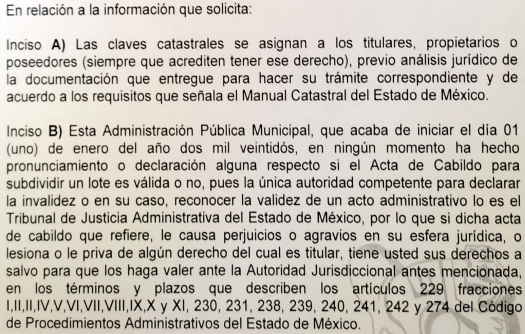 En relación a la información que solicita:
Inciso A) Las claves catastrales se asignan a los titulares, propietarios o
poseedores (siempre que acrediten tener ese derecho), previo análisis jurídico de
la documentación que entregue para hacer su trámite correspondiente y de
acuerdo a los requisitos que señala el Manual Catastral del Estado de México.
Inciso B) Esta Administración Pública Municipal, que acaba de iniciar el día 01
(uno) de enero del año dos mil veintidós, en ningún momento ha hecho
pronunciamiento o declaración alguna respecto si el Acta de Cabildo para
subdividir un lote es válida o no, pues la única autoridad competente para declarar
la invalidez o en su caso, reconocer la validez de un acto administrativo lo es el
Tribunal de Justicia Administrativa del Estado de México, por lo que si dicha acta
de cabildo que refiere, le causa perjuicios o agravios en su esfera jurídica, o
lesiona o le priva de algún derecho del cual es titular, tiene usted sus derechos a
salvo para que los haga valer ante la Autoridad Jurisdiccional antes mencionada,
en los términos y plazos que describen los artículos 229 fracciones
I,II,III,IV,V,VI,VII,VIII,IX,X y XI, 230, 231, 238, 239, 240, 241, 242 y 274 del Código
de Procedimientos Administrativos del Estado de México.